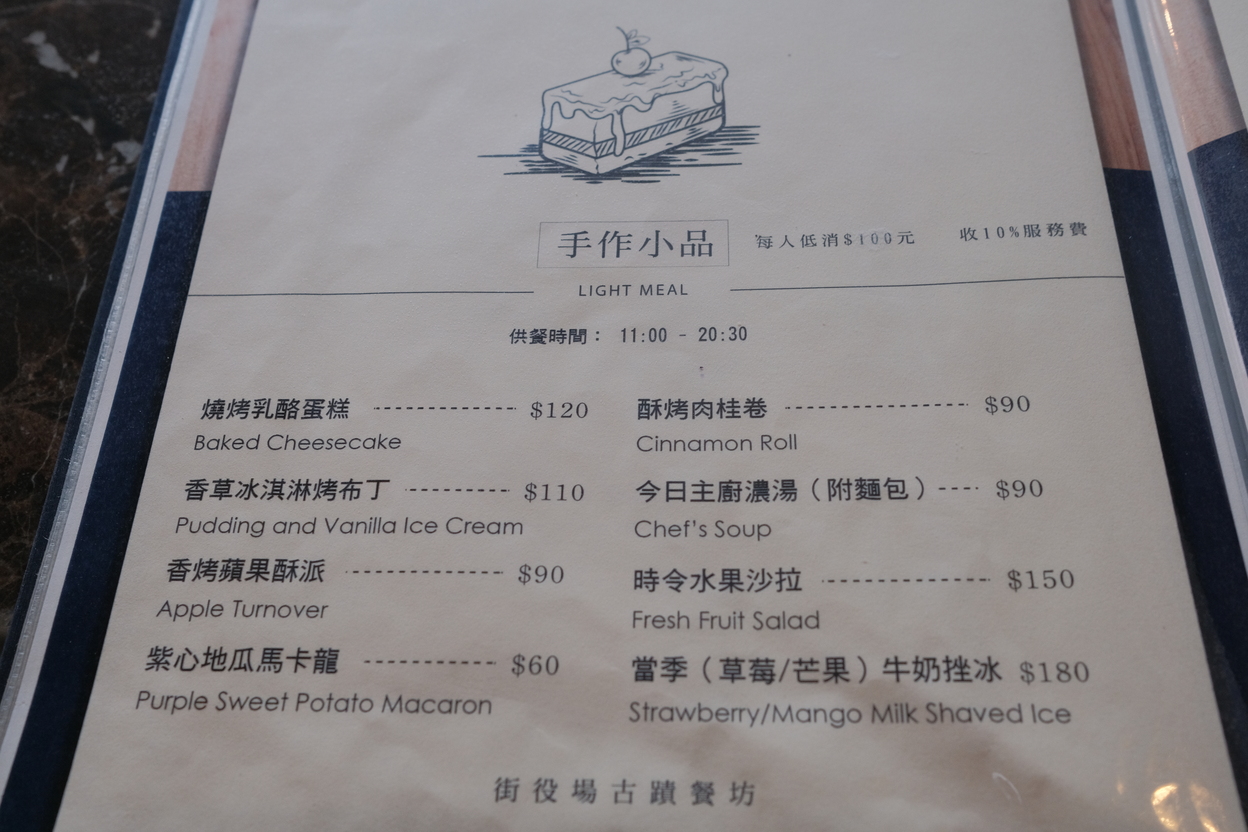 手作小品 每人低消$100元 收10%服務費
LIGHT MEAL
供餐時間： 11:00 - 20:30
燒烤乳酪蛋糕 $120
Baked Cheesecake
香草冰淇淋烤布丁 $110
Pudding and Vanilla Ice Cream
香烤蘋果酥派 $90
Apple Turnover
紫心地瓜馬卡龍 $60
Purple Sweet Potato Macaron
酥烤肉桂卷 $90
Cinnamon Roll
今日主廚濃湯（附麵包） $90
Chef's Soup
時令水果沙拉 $150
Fresh Fruit Salad
當季（草莓/芒果）牛奶挫冰 $180
Strawberry/Mango Milk Shaved Ice
街役場古蹟餐坊